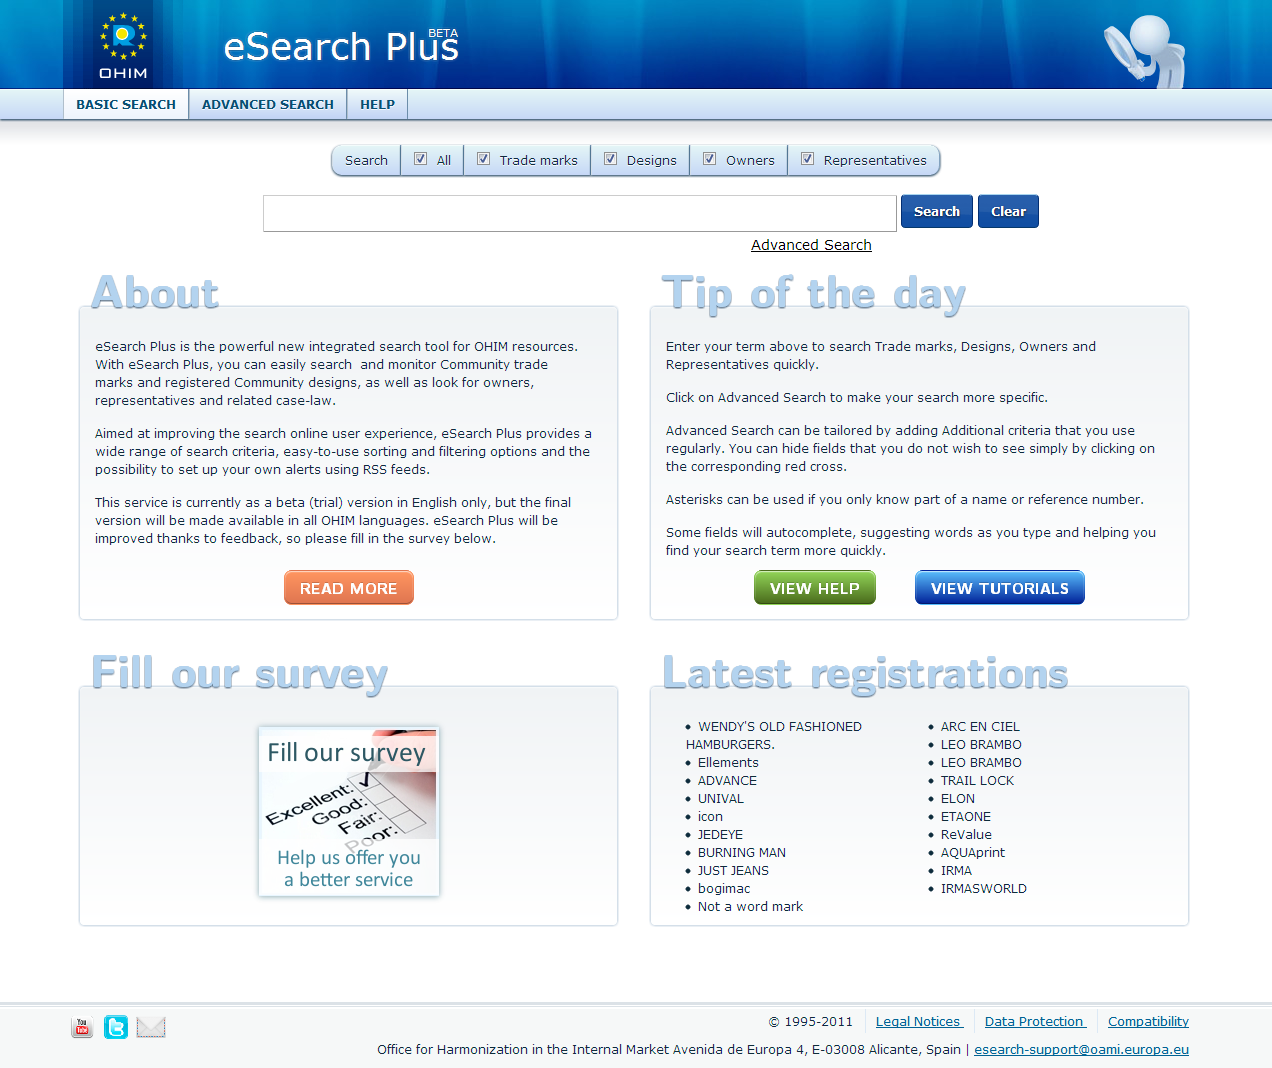 OHIM
eSearch Plus BETA
BASIC SEARCH ADVANCED SEARCH HELP
Search All Trade marks Designs Owners Representatives
Search Clear
Advanced Search
About
eSearch Plus is the powerful new integrated search tool for OHIM resources.
With eSearch Plus, you can easily search and monitor Community trade
marks and registered Community designs, as well as look for owners,
representatives and related case-law.
Aimed at improving the search online user experience, eSearch Plus provides a
wide range of search criteria, easy-to-use sorting and filtering options and the
possibility to set up your own alerts using RSS feeds.
This service is currently as a beta (trial) version in English only, but the final
version will be made available in all OHIM languages. eSearch Plus will be
improved thanks to feedback, so please fill in the survey below.
READ MORE
Tip of the day
Enter your term above to search Trade marks, Designs, Owners and
Representatives quickly.
Click on Advanced Search to make your search more specific.
Advanced Search can be tailored by adding Additional criteria that you use
regularly. You can hide fields that you do not wish to see simply by clicking on
the corresponding red cross.
Asterisks can be used if you only know part of a name or reference number.
Some fields will autocomplete, suggesting words as you type and helping you
find your search term more quickly.
VIEW HELP VIEW TUTORIALS
Fill our survey
Fill our survey
Excellent:
Good:
Fair:
Poor:
Help us offer you
a better service
Latest registrations
• WENDY'S OLD FASHIONED
HAMBURGERS.
• Ellements
• ADVANCE
• UNIVAL
• icon
• JEDEYE
• BURNING MAN
• JUST JEANS
• bogimac
• Not a word mark
• ARC EN CIEL
• LEO BRAMBO
• LEO BRAMBO
• TRAIL LOCK
• ELON
• ETAONE
• ReValue
• AQUAprint
• IRMA
• IRMASWORLD
You
Tube
© 1995-2011 Legal Notices Data Protection Compatibility
Office for Harmonization in the Internal Market Avenida de Europa 4, E-03008 Alicante, Spain | esearch-support@oami.europa.eu